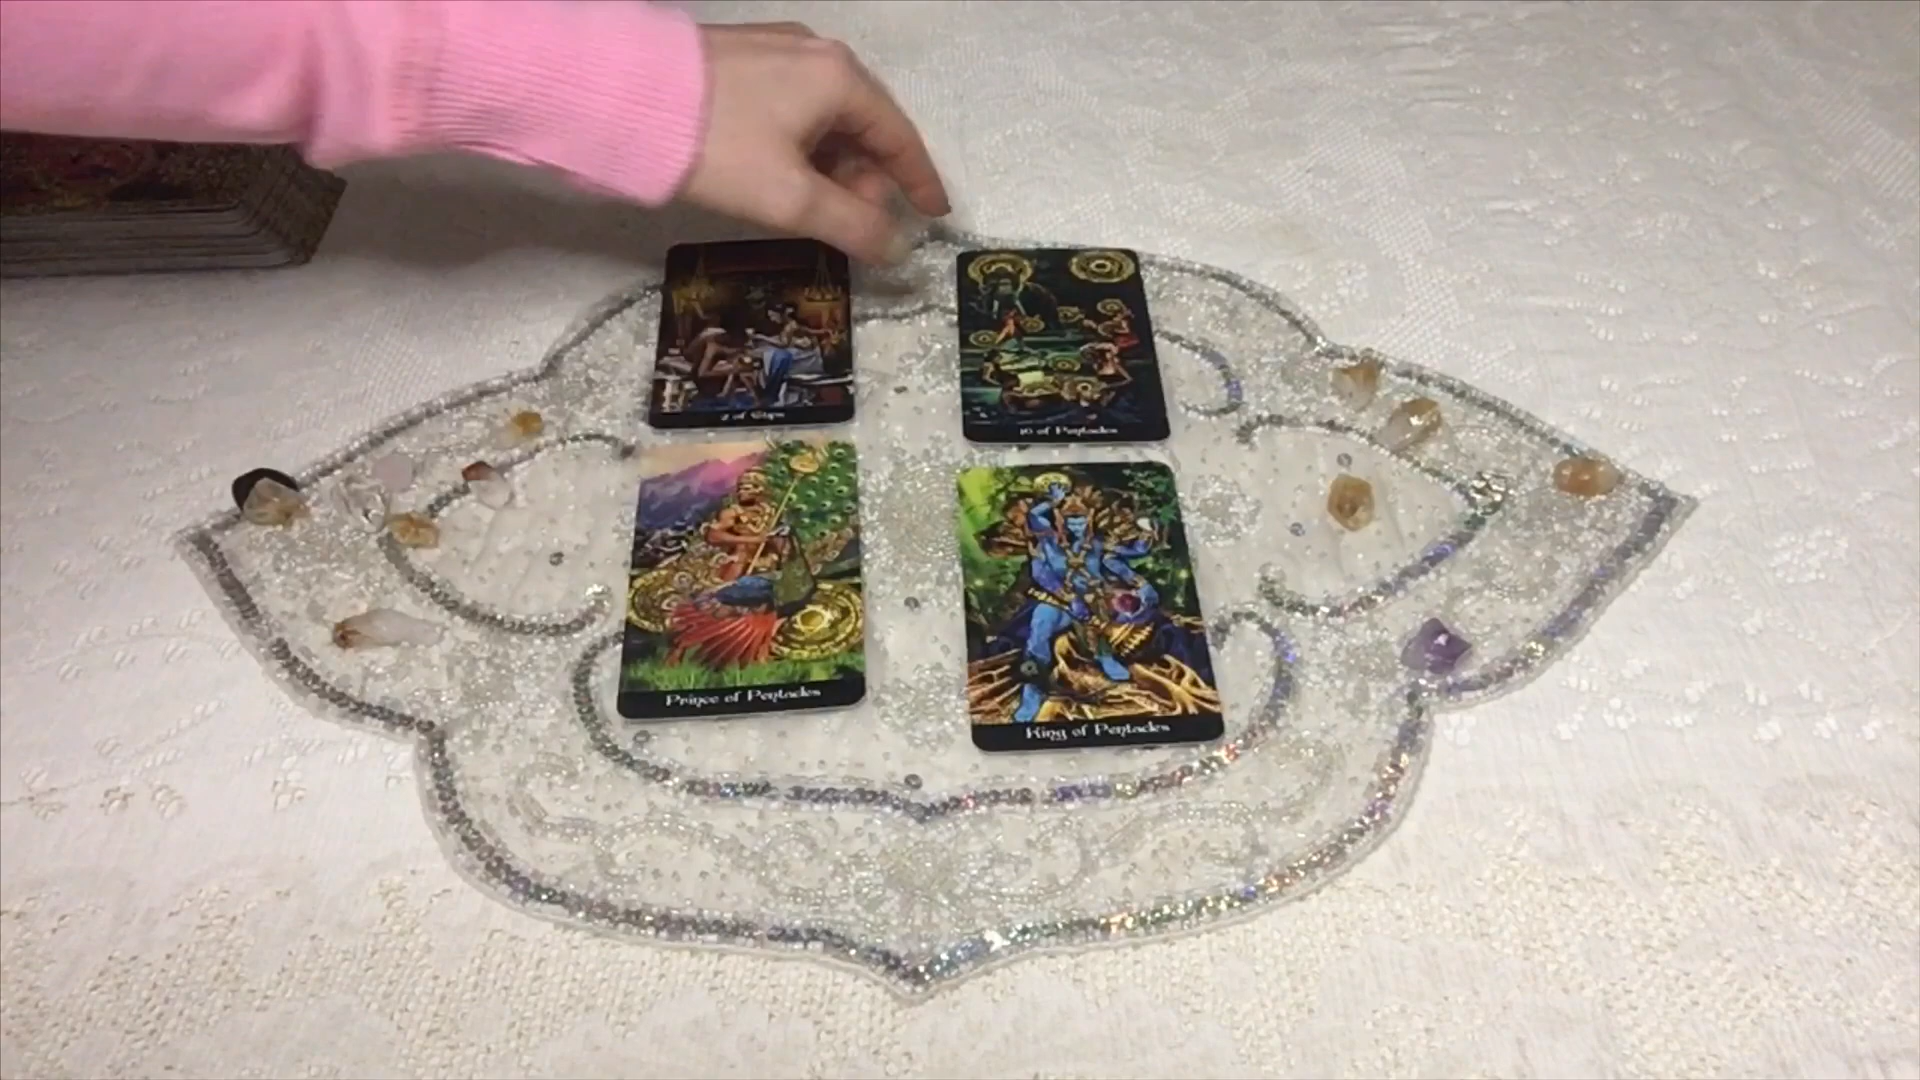 2 of Cups
10 of Pentacles
Prince of Pentacles
King of Pentacles